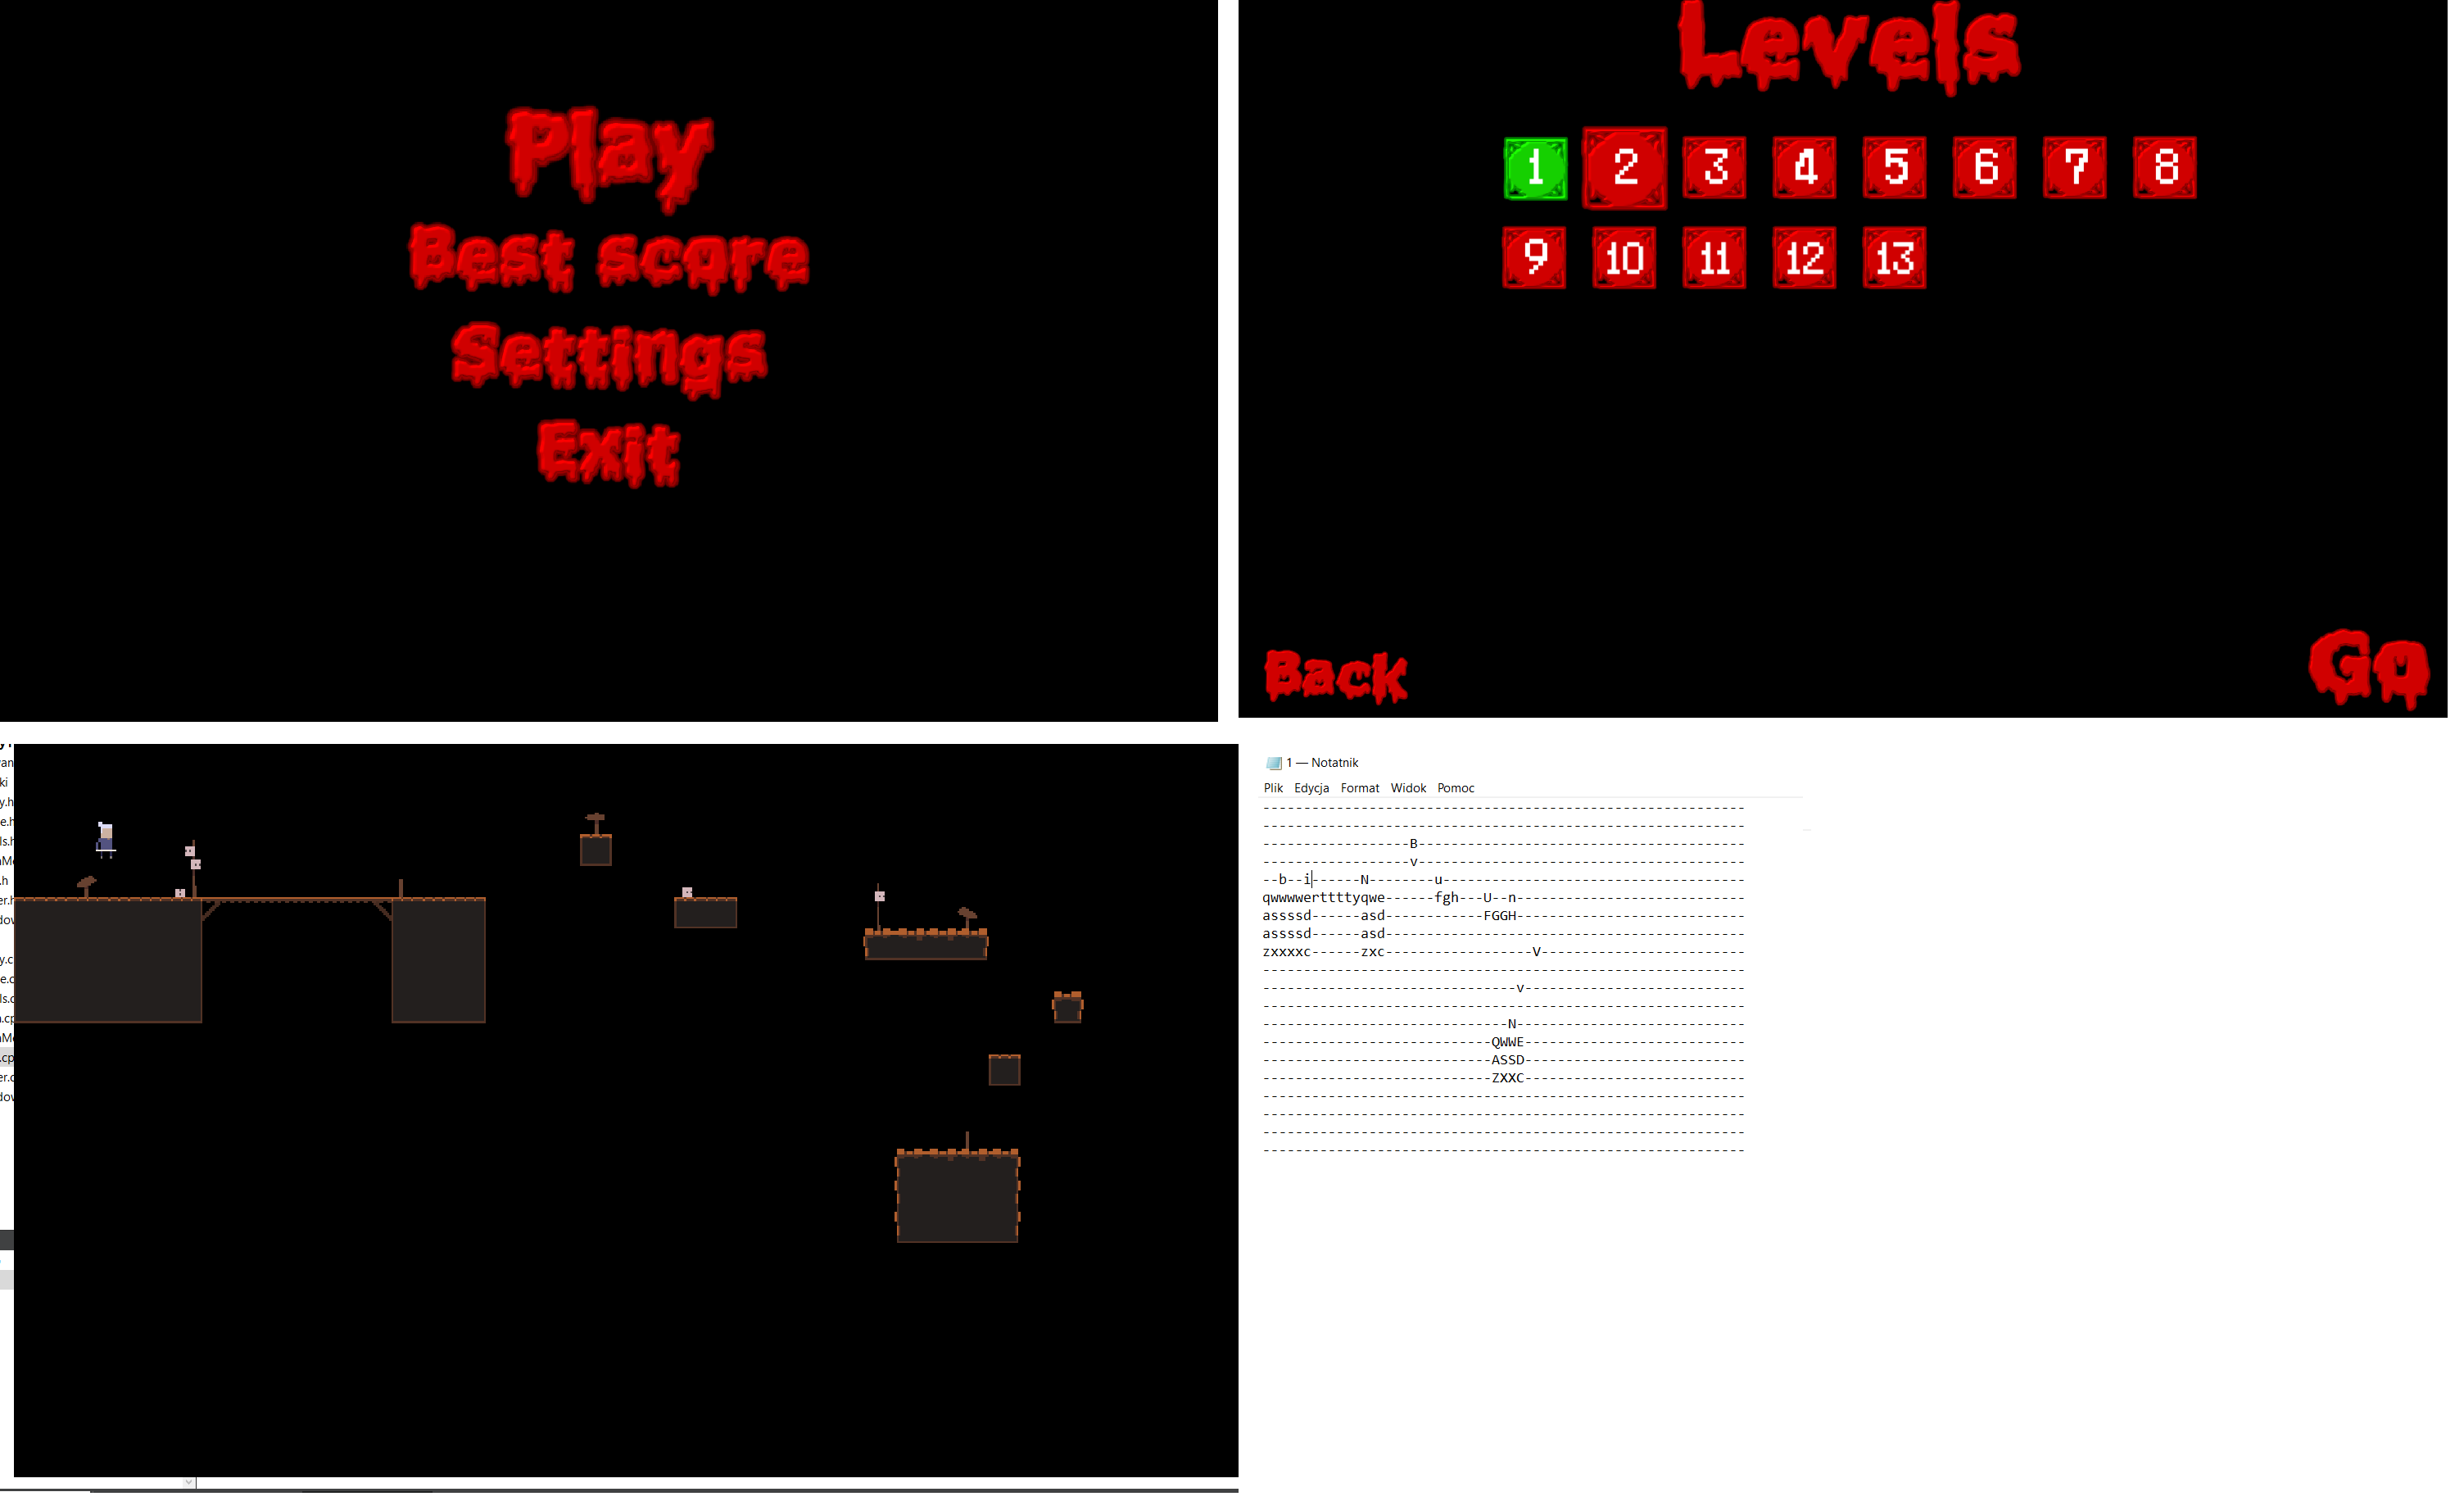 Play
Best score
Settings
Exit
Levels
1 2 3 4 5 6 7 8
9 10 11 12 13
Back
Go
1 — Notatnik
Plik Edycja Format Widok Pomoc
-----------------------------------------------------------
-----------------------------------------------------------
------------------B----------------------------------------
------------------v----------------------------------------
--b--i------N--------u-------------------------------------
qwwwwerttttyqwe------fgh---U--n----------------------------
assssd------asd------------FGGH----------------------------
assssd------asd--------------------------------------------
zxxxxc------zxc------------------V-------------------------
-----------------------------------------------------------
-------------------------------v---------------------------
-----------------------------------------------------------
------------------------------N----------------------------
----------------------------QWWE---------------------------
----------------------------ASSD---------------------------
----------------------------ZXXC---------------------------
-----------------------------------------------------------
-----------------------------------------------------------
-----------------------------------------------------------
-----------------------------------------------------------